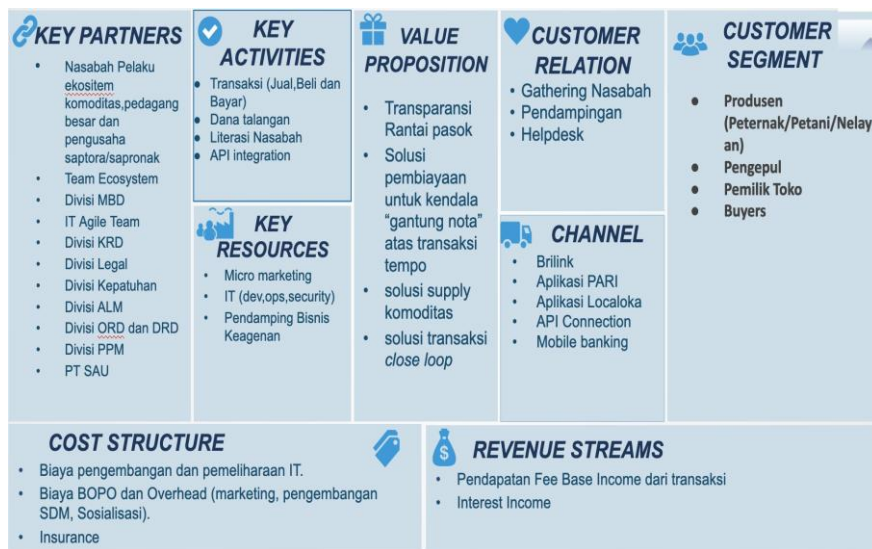 KEY PARTNERS
• Nasabah Pelaku
ekositem
komoditas,pedagang
besar dan
pengusaha
saptora/sapronak
• Team Ecosystem
• Divisi MBD
• IT Agile Team
• Divisi KRD
• Divisi Legal
• Divisi Kepatuhan
• Divisi ALM
• Divisi ORD dan DRD
• Divisi PPM
• PT SAU
KEY
ACTIVITIES
● Transaksi (Jual,Beli dan
Bayar)
● Dana talangan
● Literasi Nasabah
● API integration
KEY
RESOURCES
• Micro marketing
• IT (dev,ops,security)
• Pendamping Bisnis
Keagenan
VALUE
PROPOSITION
• Transparansi
Rantai pasok
• Solusi
pembiayaan
untuk kendala
“gantung nota”
atas transaksi
tempo
• solusi supply
komoditas
• solusi transaksi
close loop
CUSTOMER
RELATION
• Gathering Nasabah
• Pendampingan
• Helpdesk
CHANNEL
• Brilink
• Aplikasi PARI
• Aplikasi Localoka
• API Connection
• Mobile banking
CUSTOMER
SEGMENT
● Produsen
(Peternak/Petani/Nelay
an)
● Pengepul
● Pemilik Toko
● Buyers
COST STRUCTURE
• Biaya pengembangan dan pemeliharaan IT.
• Biaya BOPO dan Overhead (marketing, pengembangan
SDM, Sosialisasi).
• Insurance
$
REVENUE STREAMS
• Pendapatan Fee Base Income dari transaksi
• Interest Income